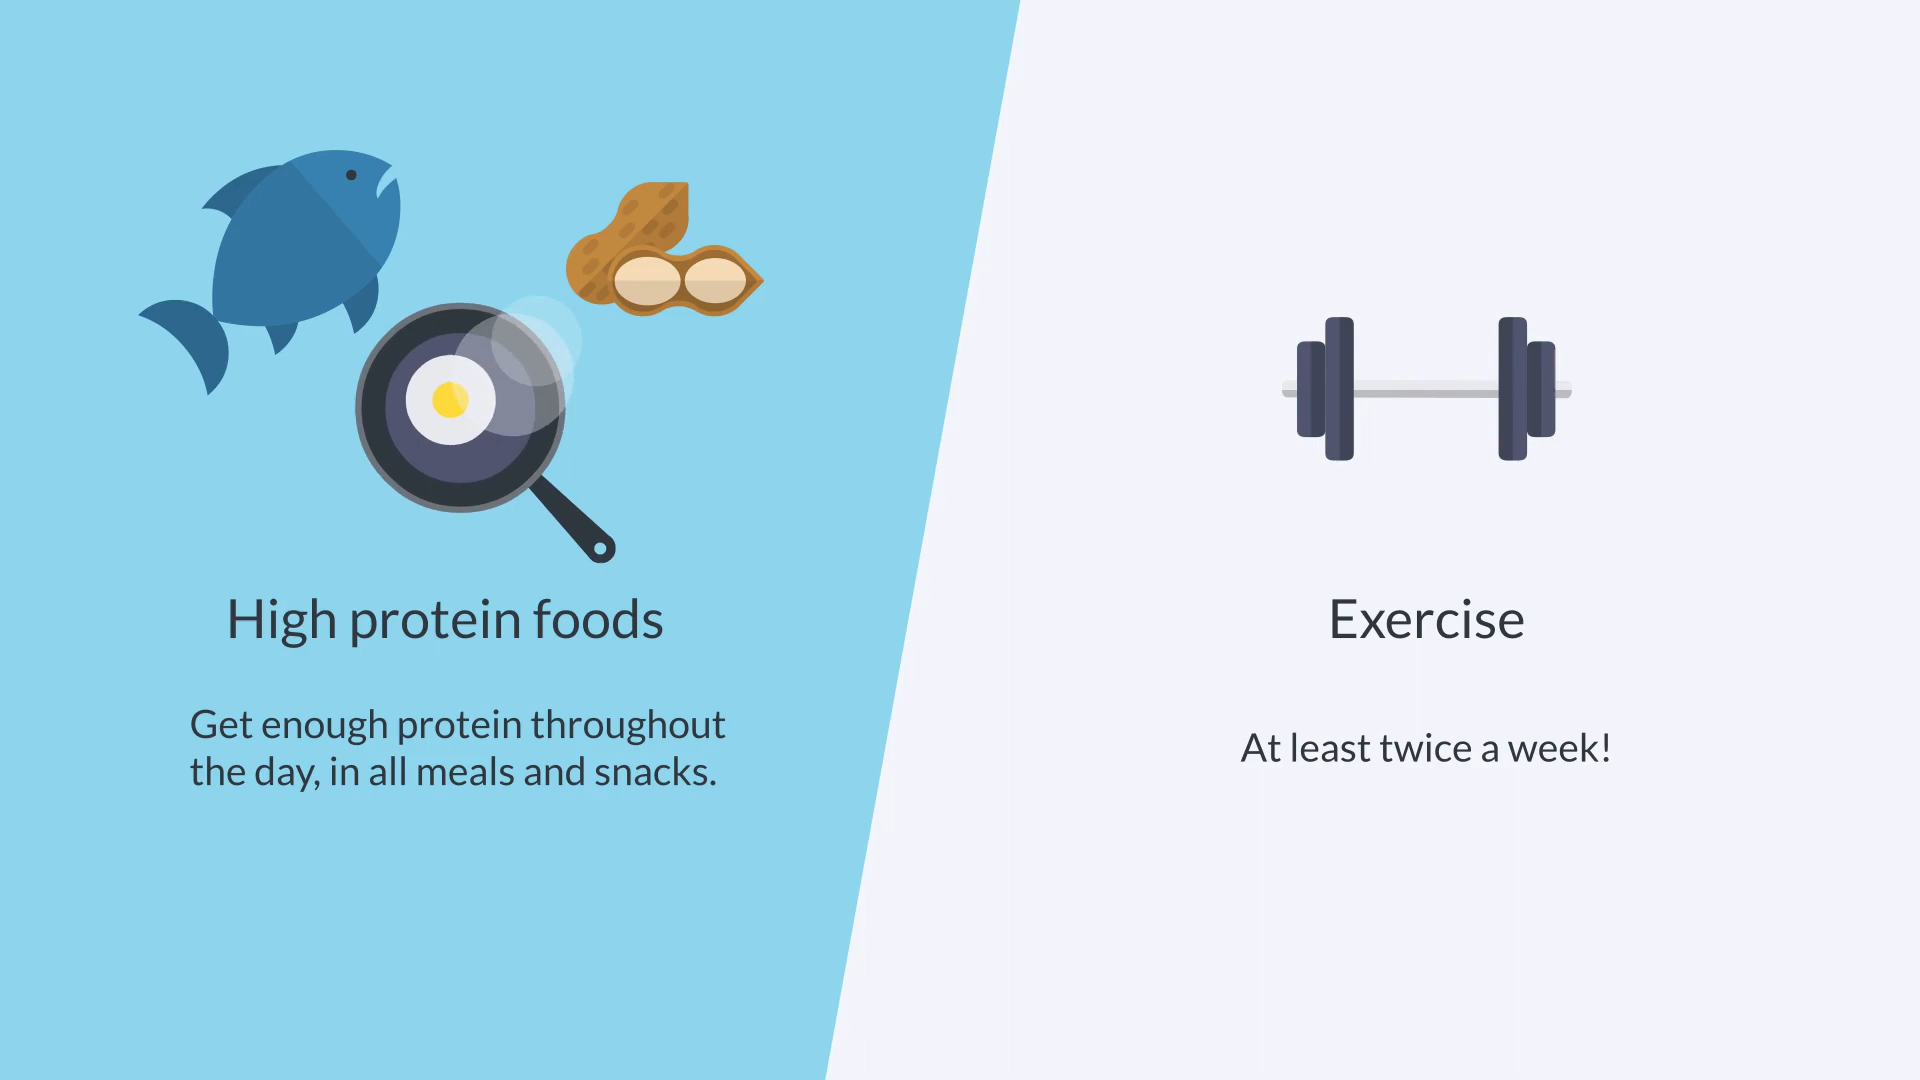 High protein foods
Get enough protein throughout
the day, in all meals and snacks.
Exercise
At least twice a week!